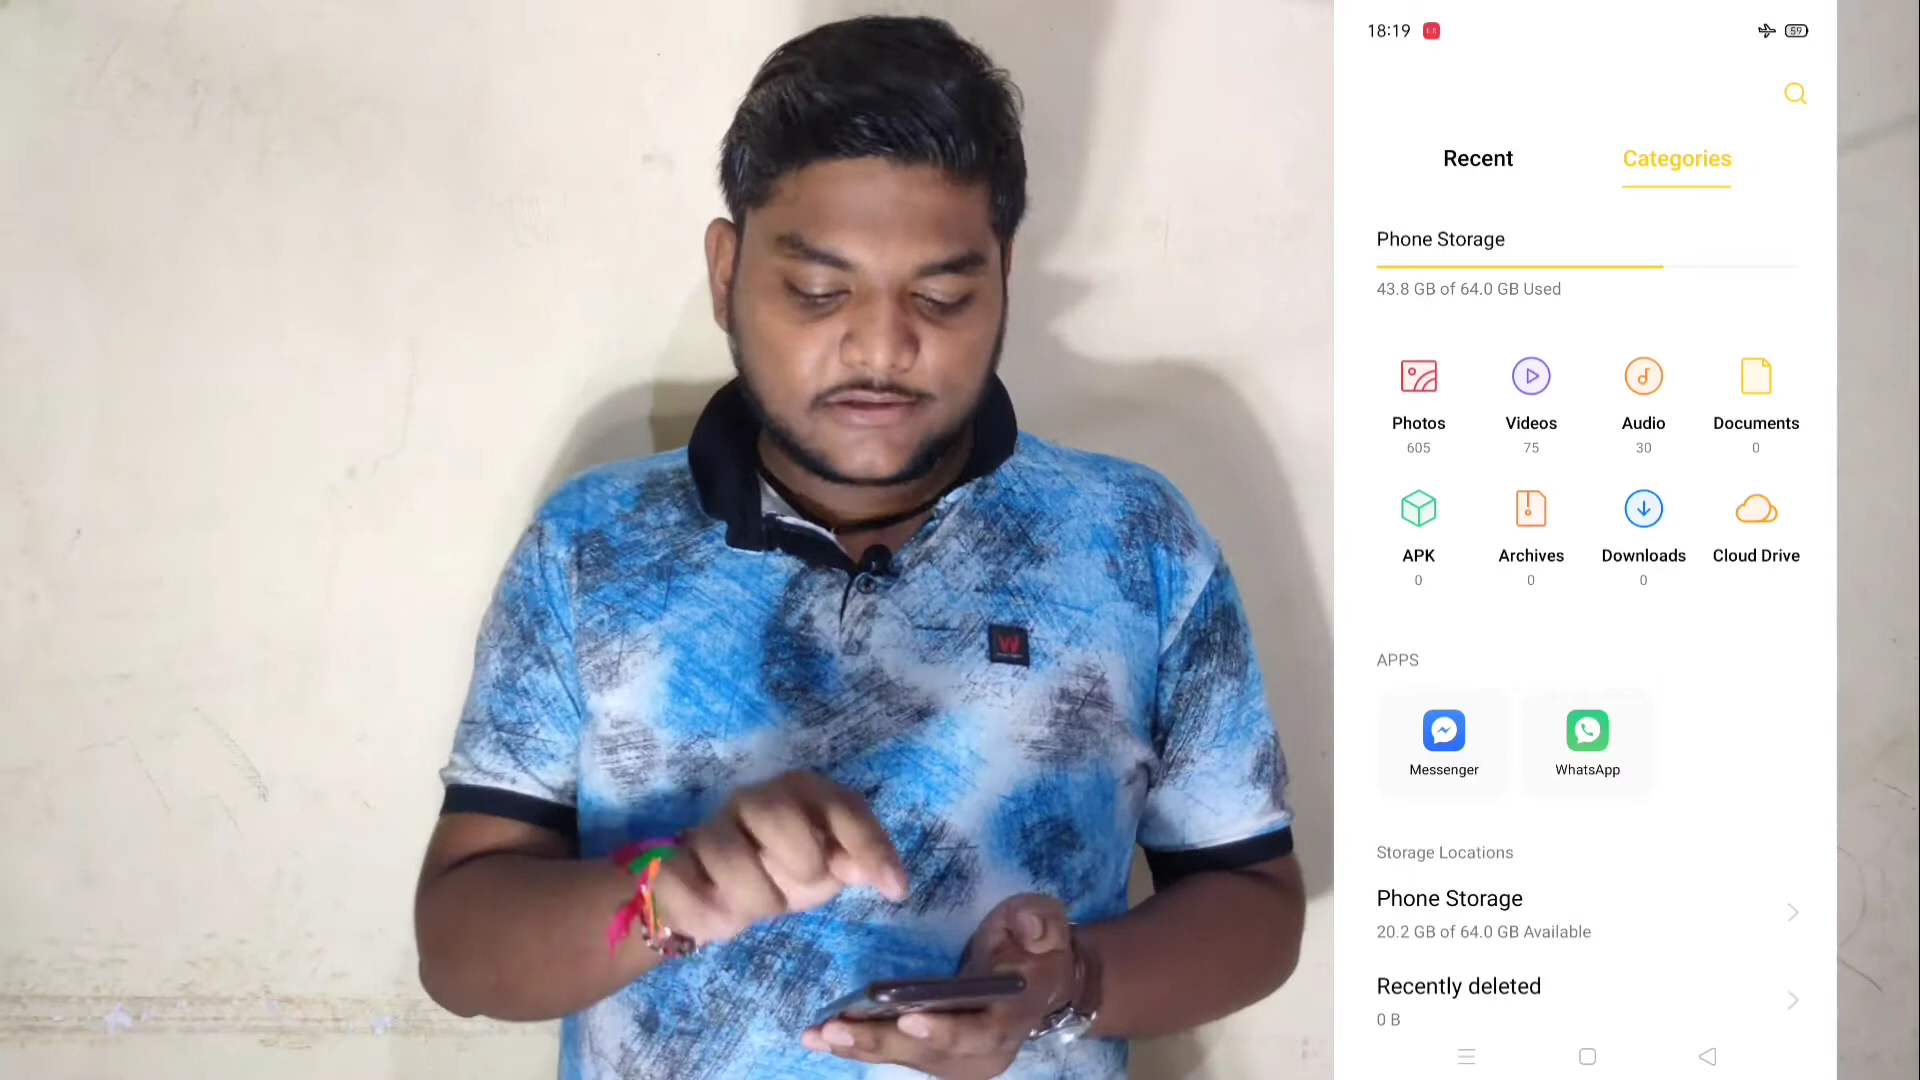 18:19
59
Recent Categories
Phone Storage
43.8 GB of 64.0 GB Used
Photos Videos Audio Documents
605 75 30 0
APK Archives Downloads Cloud Drive
0 0 0
APPS
Messenger WhatsApp
Storage Locations
Phone Storage
20.2 GB of 64.0 GB Available
Recently deleted
0 B
W